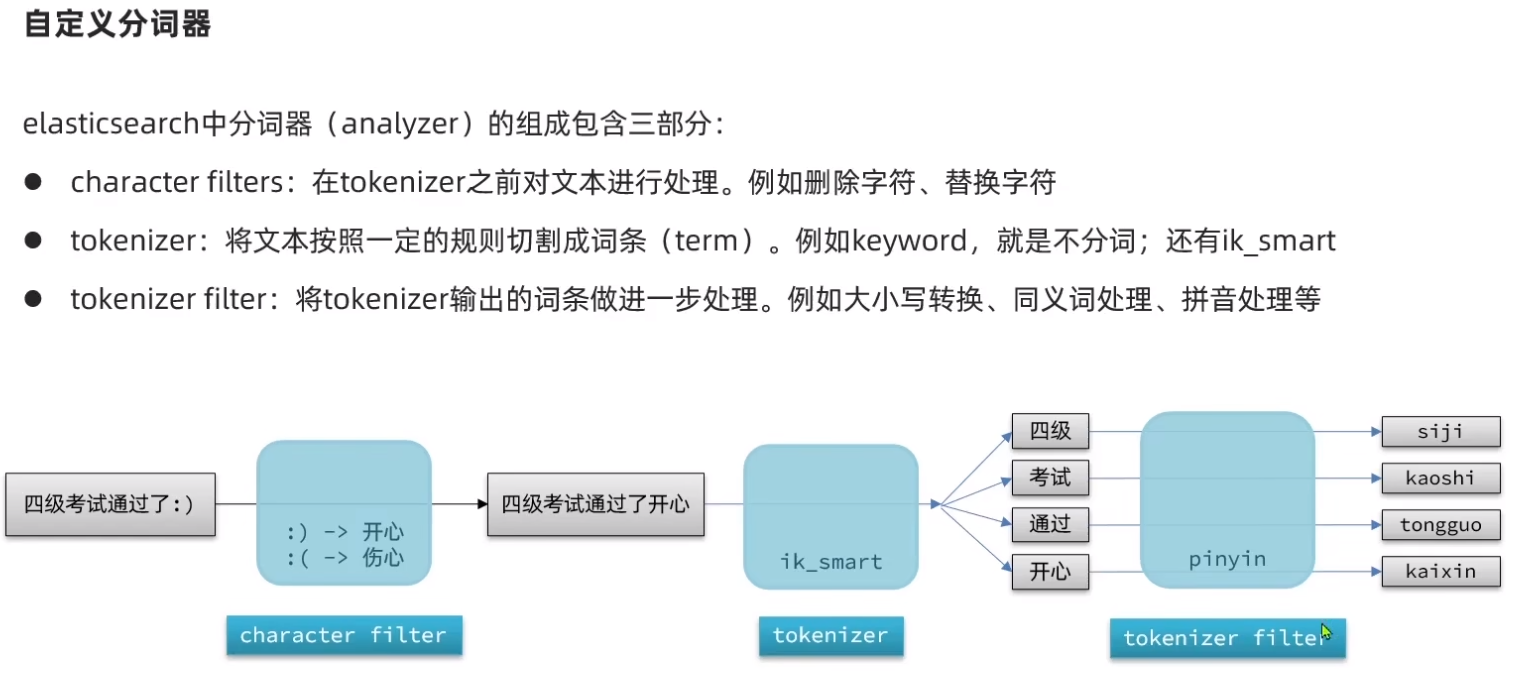 自定义分词器
elasticsearch中分词器（analyzer）的组成包含三部分：
● character filters：在tokenizer之前对文本进行处理。例如删除字符、替换字符
● tokenizer：将文本按照一定的规则切割成词条（term）。例如keyword，就是不分词；还有ik_smart
● tokenizer filter：将tokenizer输出的词条做进一步处理。例如大小写转换、同义词处理、拼音处理等
四级考试通过了:)
:) -> 开心
:( -> 伤心
character filter
四级考试通过了开心
ik_smart
tokenizer
四级
考试
通过
开心
pinyin
tokenizer filter
siji
kaoshi
tongguo
kaixin